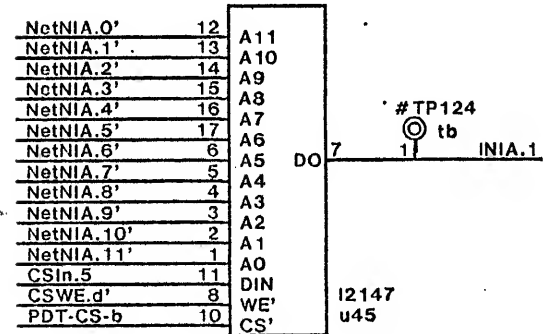 NetNIA.0' 12 A11
NetNIA.1' 13 A10
NetNIA.2' 14 A9
NetNIA.3' 15 A8
NetNIA.4' 16 A7
NetNIA.5' 17 A6
NetNIA.6' 6 A5 DO 7 1 INIA.1
NetNIA.7' 5 A4
NetNIA.8' 4 A3
NetNIA.9' 3 A2
NetNIA.10' 2 A1
NetNIA.11' 1 A0
CSIn.5 11 DIN
CSWE.d' 8 WE'
PDT-CS-b 10 CS'
#TP124
tb
I2147
u45